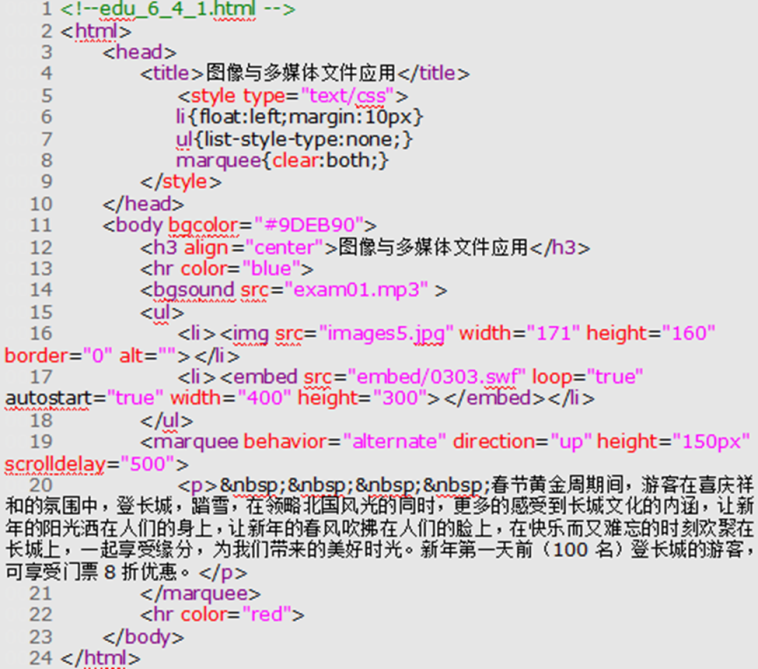 1 <!--edu_6_4_1.html -->
2 <html>
3 <head>
4 <title>图像与多媒体文件应用</title>
5 <style type="text/css">
6 li{float:left;margin:10px}
7 ul{list-style-type:none;}
8 marquee{clear:both;}
9 </style>
10 </head>
11 <body bgcolor="#9DEB90">
12 <h3 align="center">图像与多媒体文件应用</h3>
13 <hr color="blue">
14 <bgsound src="exam01.mp3" >
15 <ul>
16 <li><img src="images5.jpg" width="171" height="160"
border="0" alt=""></li>
17 <li><embed src="embed/0303.swf" loop="true"
autostart="true" width="400" height="300"></embed></li>
18 </ul>
19 <marquee behavior="alternate" direction="up" height="150px"
scrolldelay="500">
20 <p>&nbsp;&nbsp;&nbsp;&nbsp;春节黄金周期间，游客在喜庆祥
和的氛围中，登长城，踏雪，在领略北国风光的同时，更多的感受到长城文化的内涵，让新
年的阳光洒在人们的身上，让新年的春风吹拂在人们的脸上，在快乐而又难忘的时刻欢聚在
长城上，一起享受缘分，为我们带来的美好时光。新年第一天前（100 名）登长城的游客，
可享受门票 8 折优惠。</p>
21 </marquee>
22 <hr color="red">
23 </body>
24 </html>